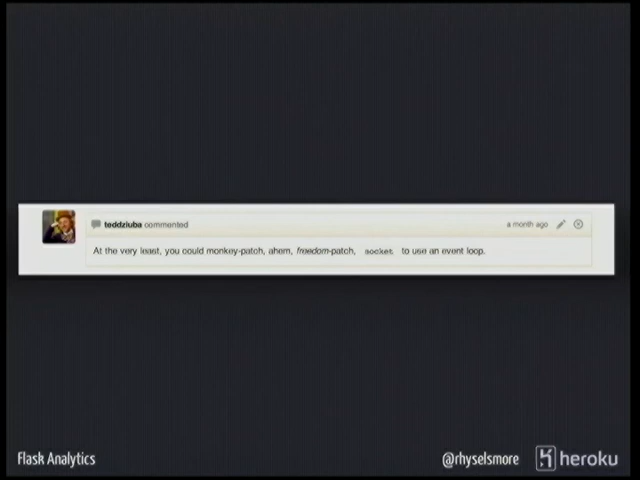 teddziuba commented
a month ago
At the very least, you could monkey-patch, ahem, freedom-patch, socket to use an event loop.
Flask Analytics
@rhyselsmore
heroku